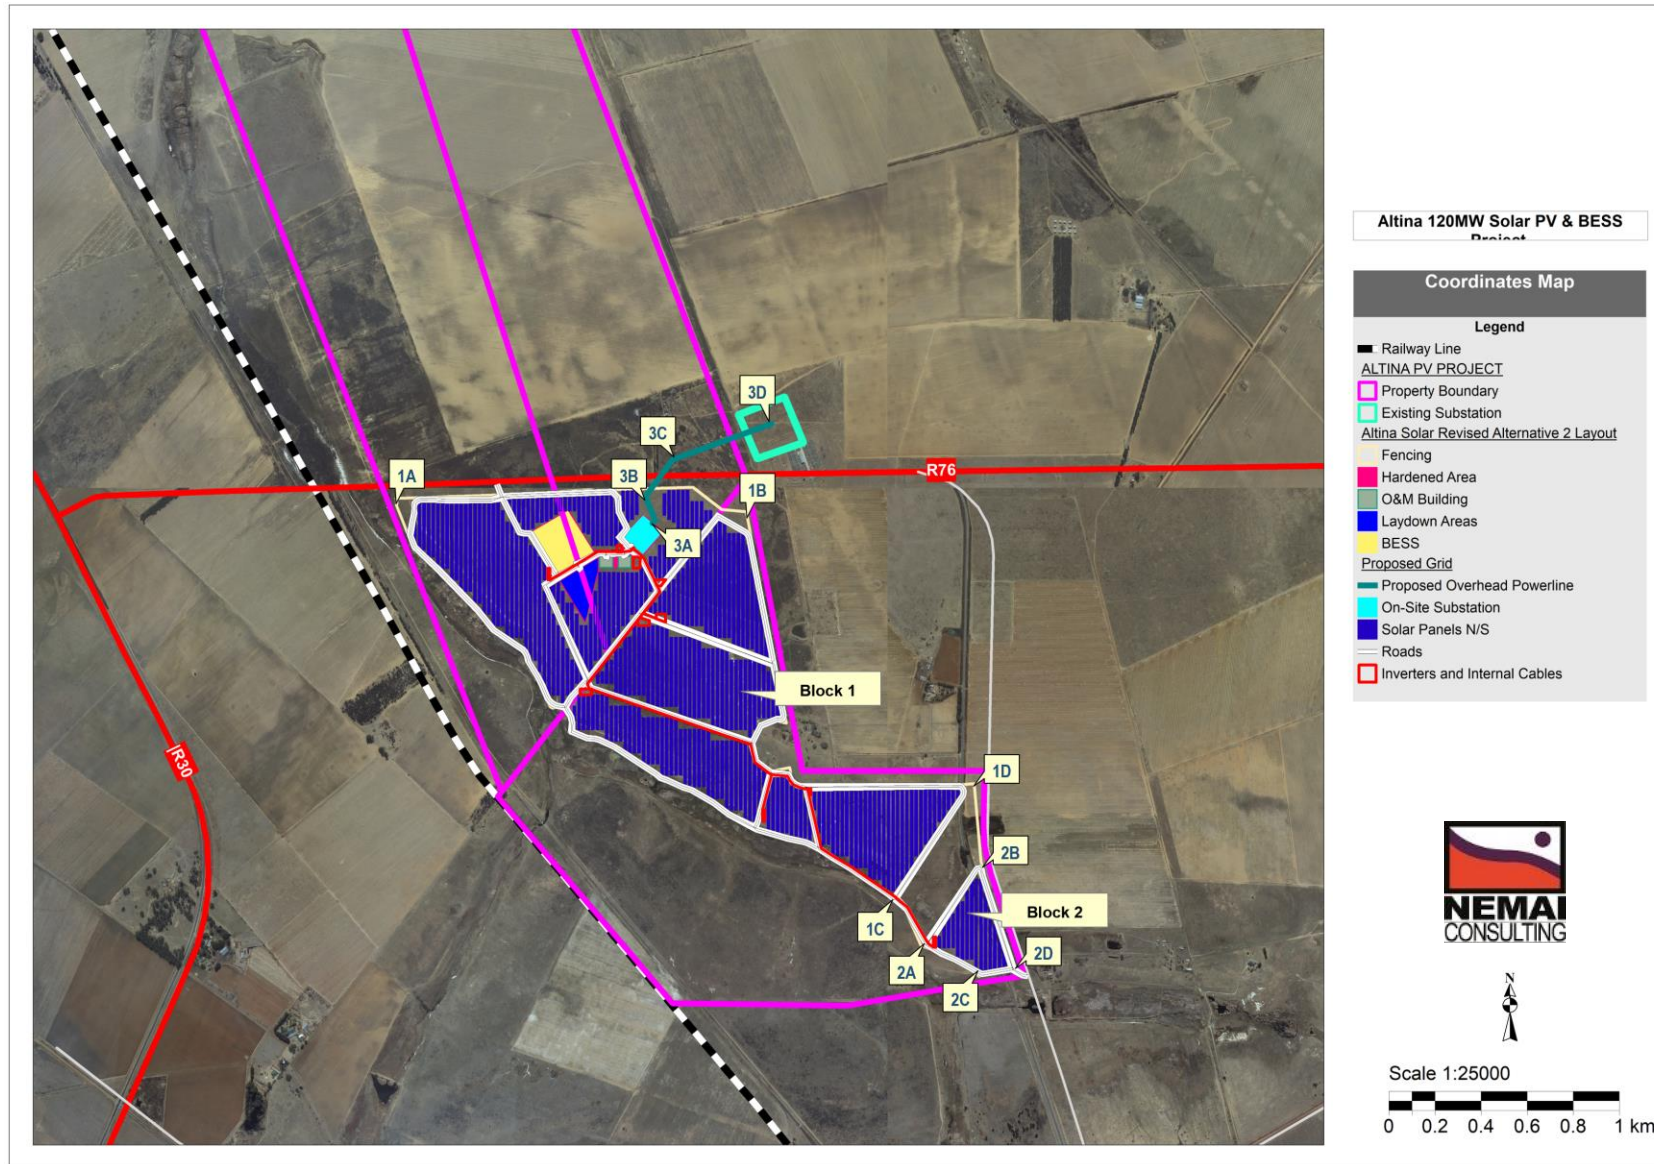 3D
3C
1A
3B
1B
R76
3A
Block 1
R30
1D
2B
Block 2
1C
2A
2D
2C
Altina 120MW Solar PV & BESS
Project
Coordinates Map
Legend
Railway Line
ALTINA PV PROJECT
Property Boundary
Existing Substation
Altina Solar Revised Alternative 2 Layout
Fencing
Hardened Area
O&M Building
Laydown Areas
BESS
Proposed Grid
Proposed Overhead Powerline
On-Site Substation
Solar Panels N/S
Roads
Inverters and Internal Cables
NEMAI
CONSULTING
N
Scale 1:25000
0 0.2 0.4 0.6 0.8 1 km